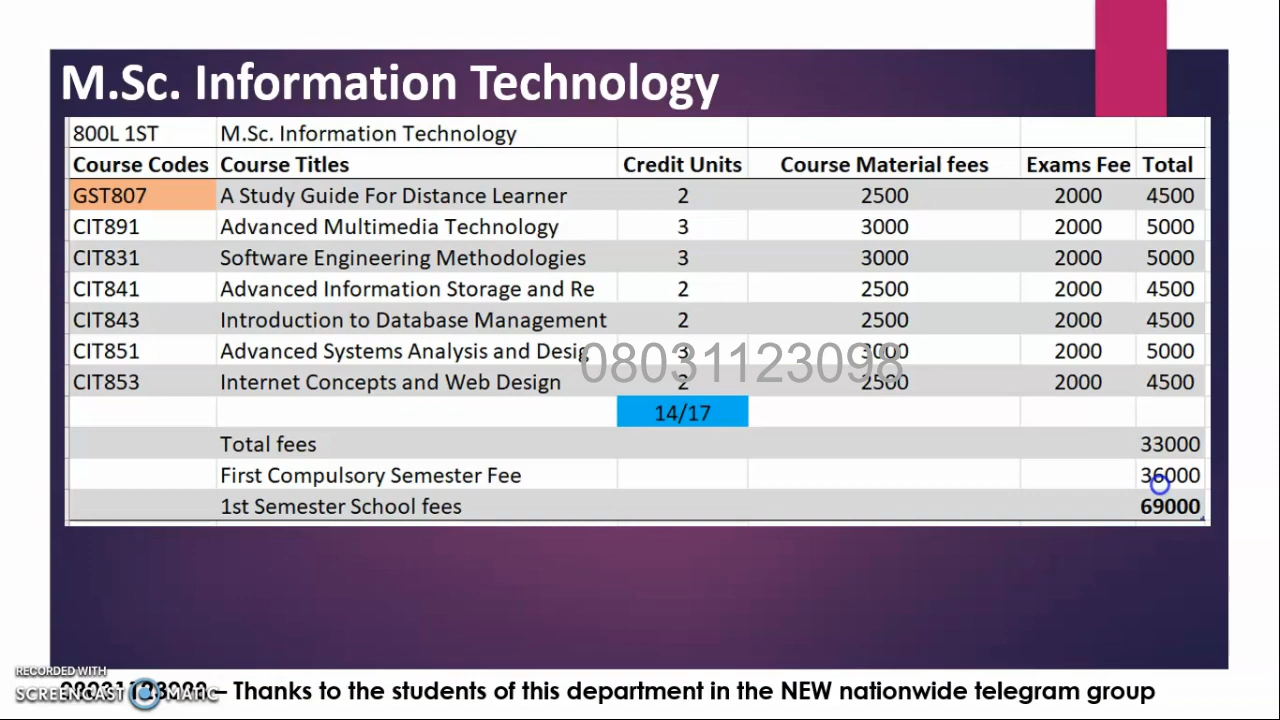 M.Sc. Information Technology
800L 1ST M.Sc. Information Technology
Course Codes Course Titles Credit Units Course Material fees Exams Fee Total
GST807 A Study Guide For Distance Learner 2 2500 2000 4500
CIT891 Advanced Multimedia Technology 3 3000 2000 5000
CIT831 Software Engineering Methodologies 3 3000 2000 5000
CIT841 Advanced Information Storage and Re 2 2500 2000 4500
CIT843 Introduction to Database Management 2 2500 2000 4500
CIT851 Advanced Systems Analysis and Desig 3 3000 2000 5000
08031123098
CIT853 Internet Concepts and Web Design 2 2500 2000 4500
14/17
Total fees 33000
First Compulsory Semester Fee 36000
1st Semester School fees 69000
RECORDED WITH
SCREENCAST MATIC
– Thanks to the students of this department in the NEW nationwide telegram group